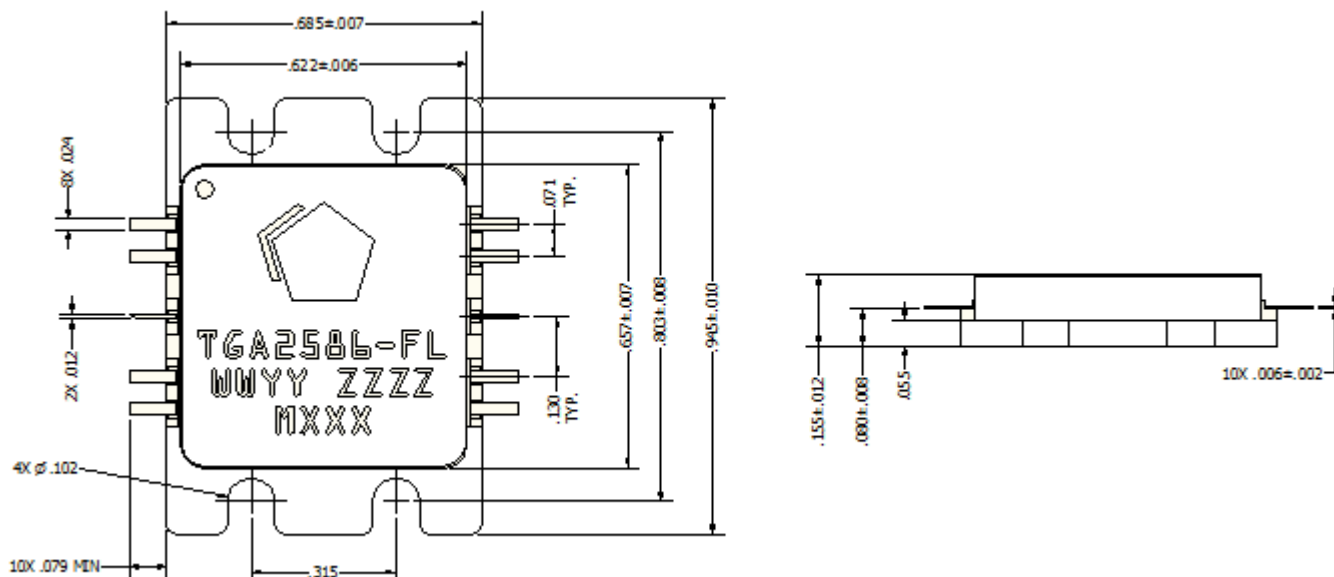 .685±.007
.622±.006
8X .024
.071
TYP.
2X .012
TGA2586-FL
WWYY ZZZZ
MXXX
.130
TYP.
.657±.007
.803±.008
.945±.010
4X ⌀ .102
10X .079 MIN
.315
.155±.012
.080±.008
.055
10X .006±.002